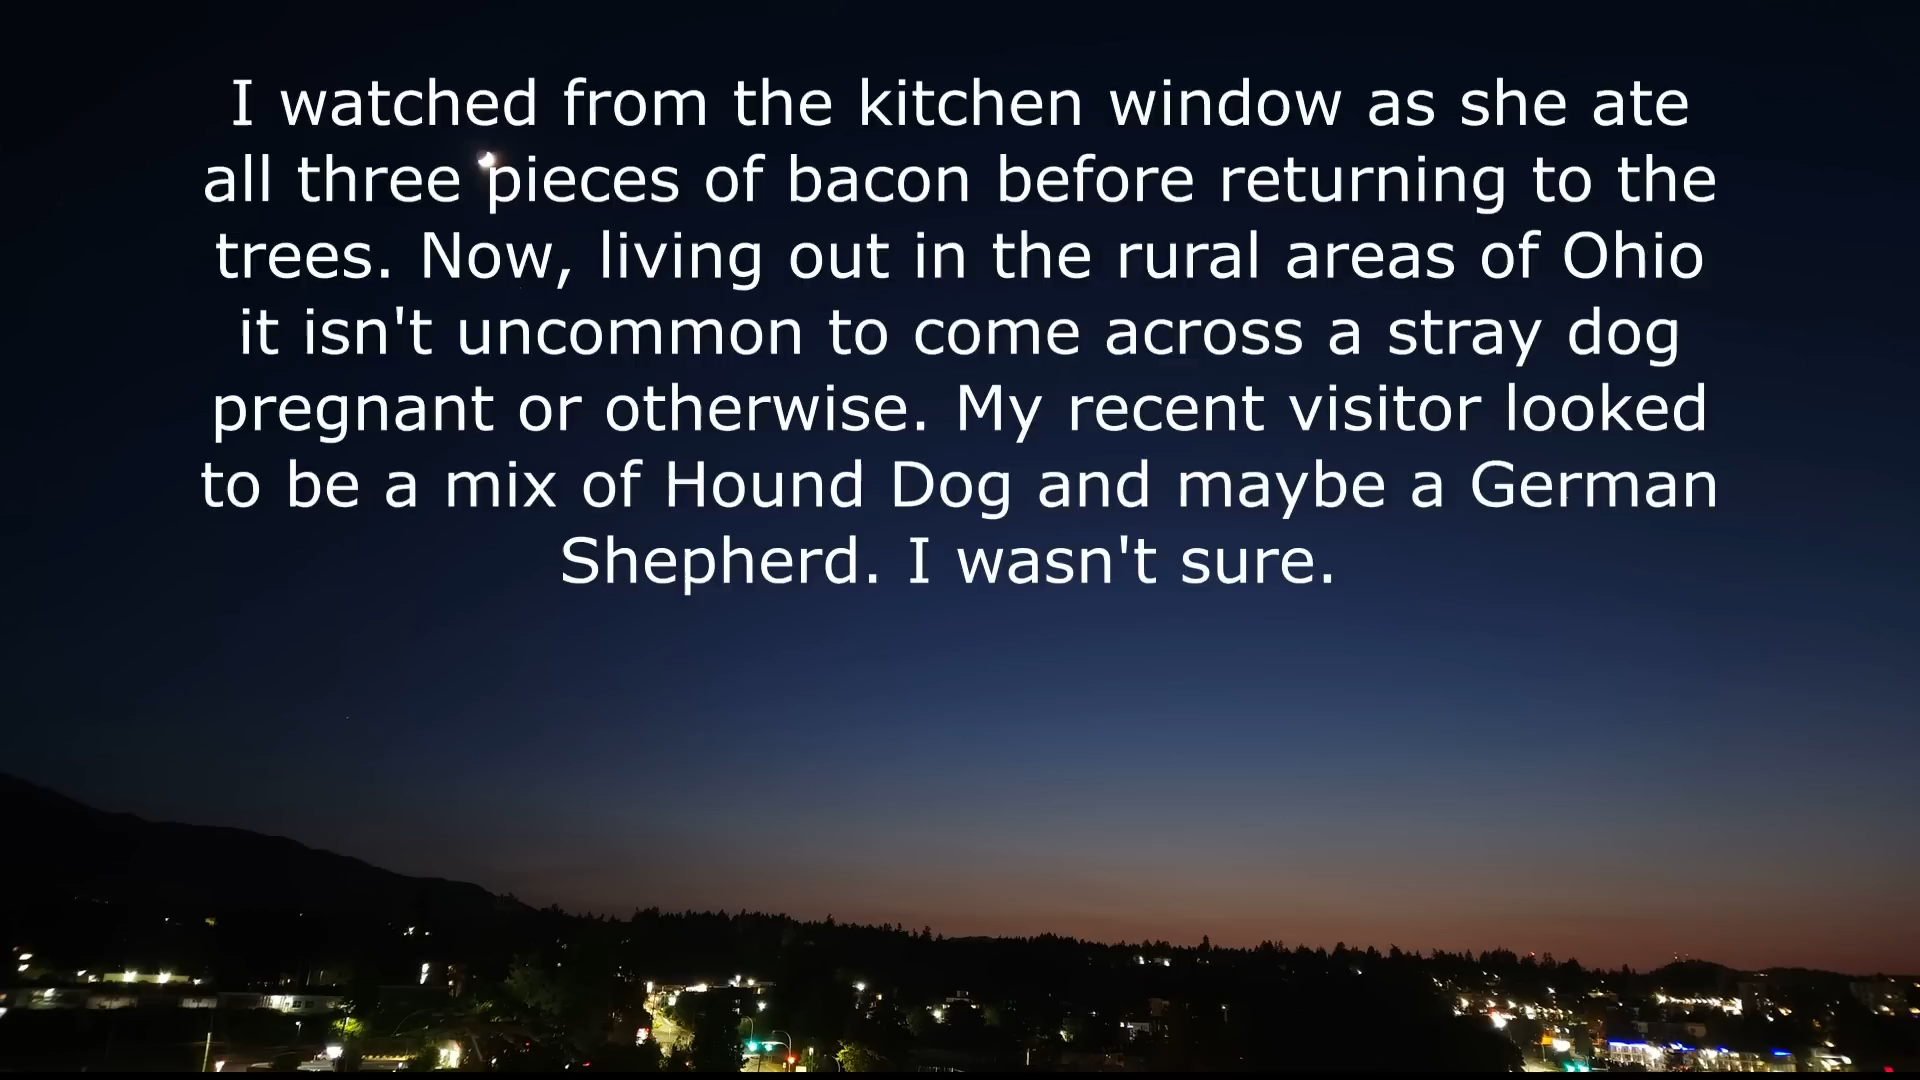 I watched from the kitchen window as she ate
all three pieces of bacon before returning to the
trees. Now, living out in the rural areas of Ohio
it isn't uncommon to come across a stray dog
pregnant or otherwise. My recent visitor looked
to be a mix of Hound Dog and maybe a German
Shepherd. I wasn't sure.